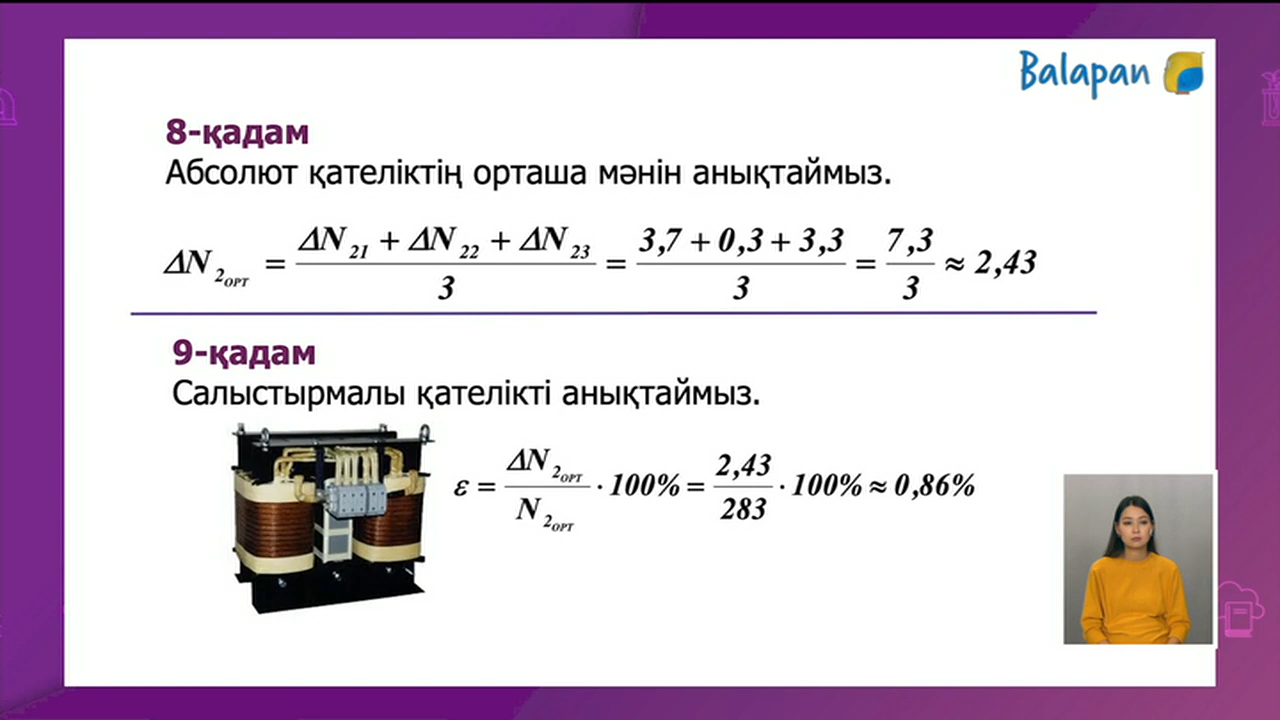 Balapan
8-қадам
Абсолют қателіктің орташа мәнін анықтаймыз.
ΔN₂ОРТ = (ΔN₂₁ + ΔN₂₂ + ΔN₂₃)/3 = (3,7 + 0,3 + 3,3)/3 = 7,3/3 ≈ 2,43
9-қадам
Салыстырмалы қателікті анықтаймыз.
ε = ΔN₂ОРТ/N₂ОРТ · 100% = 2,43/283 · 100% ≈ 0,86%